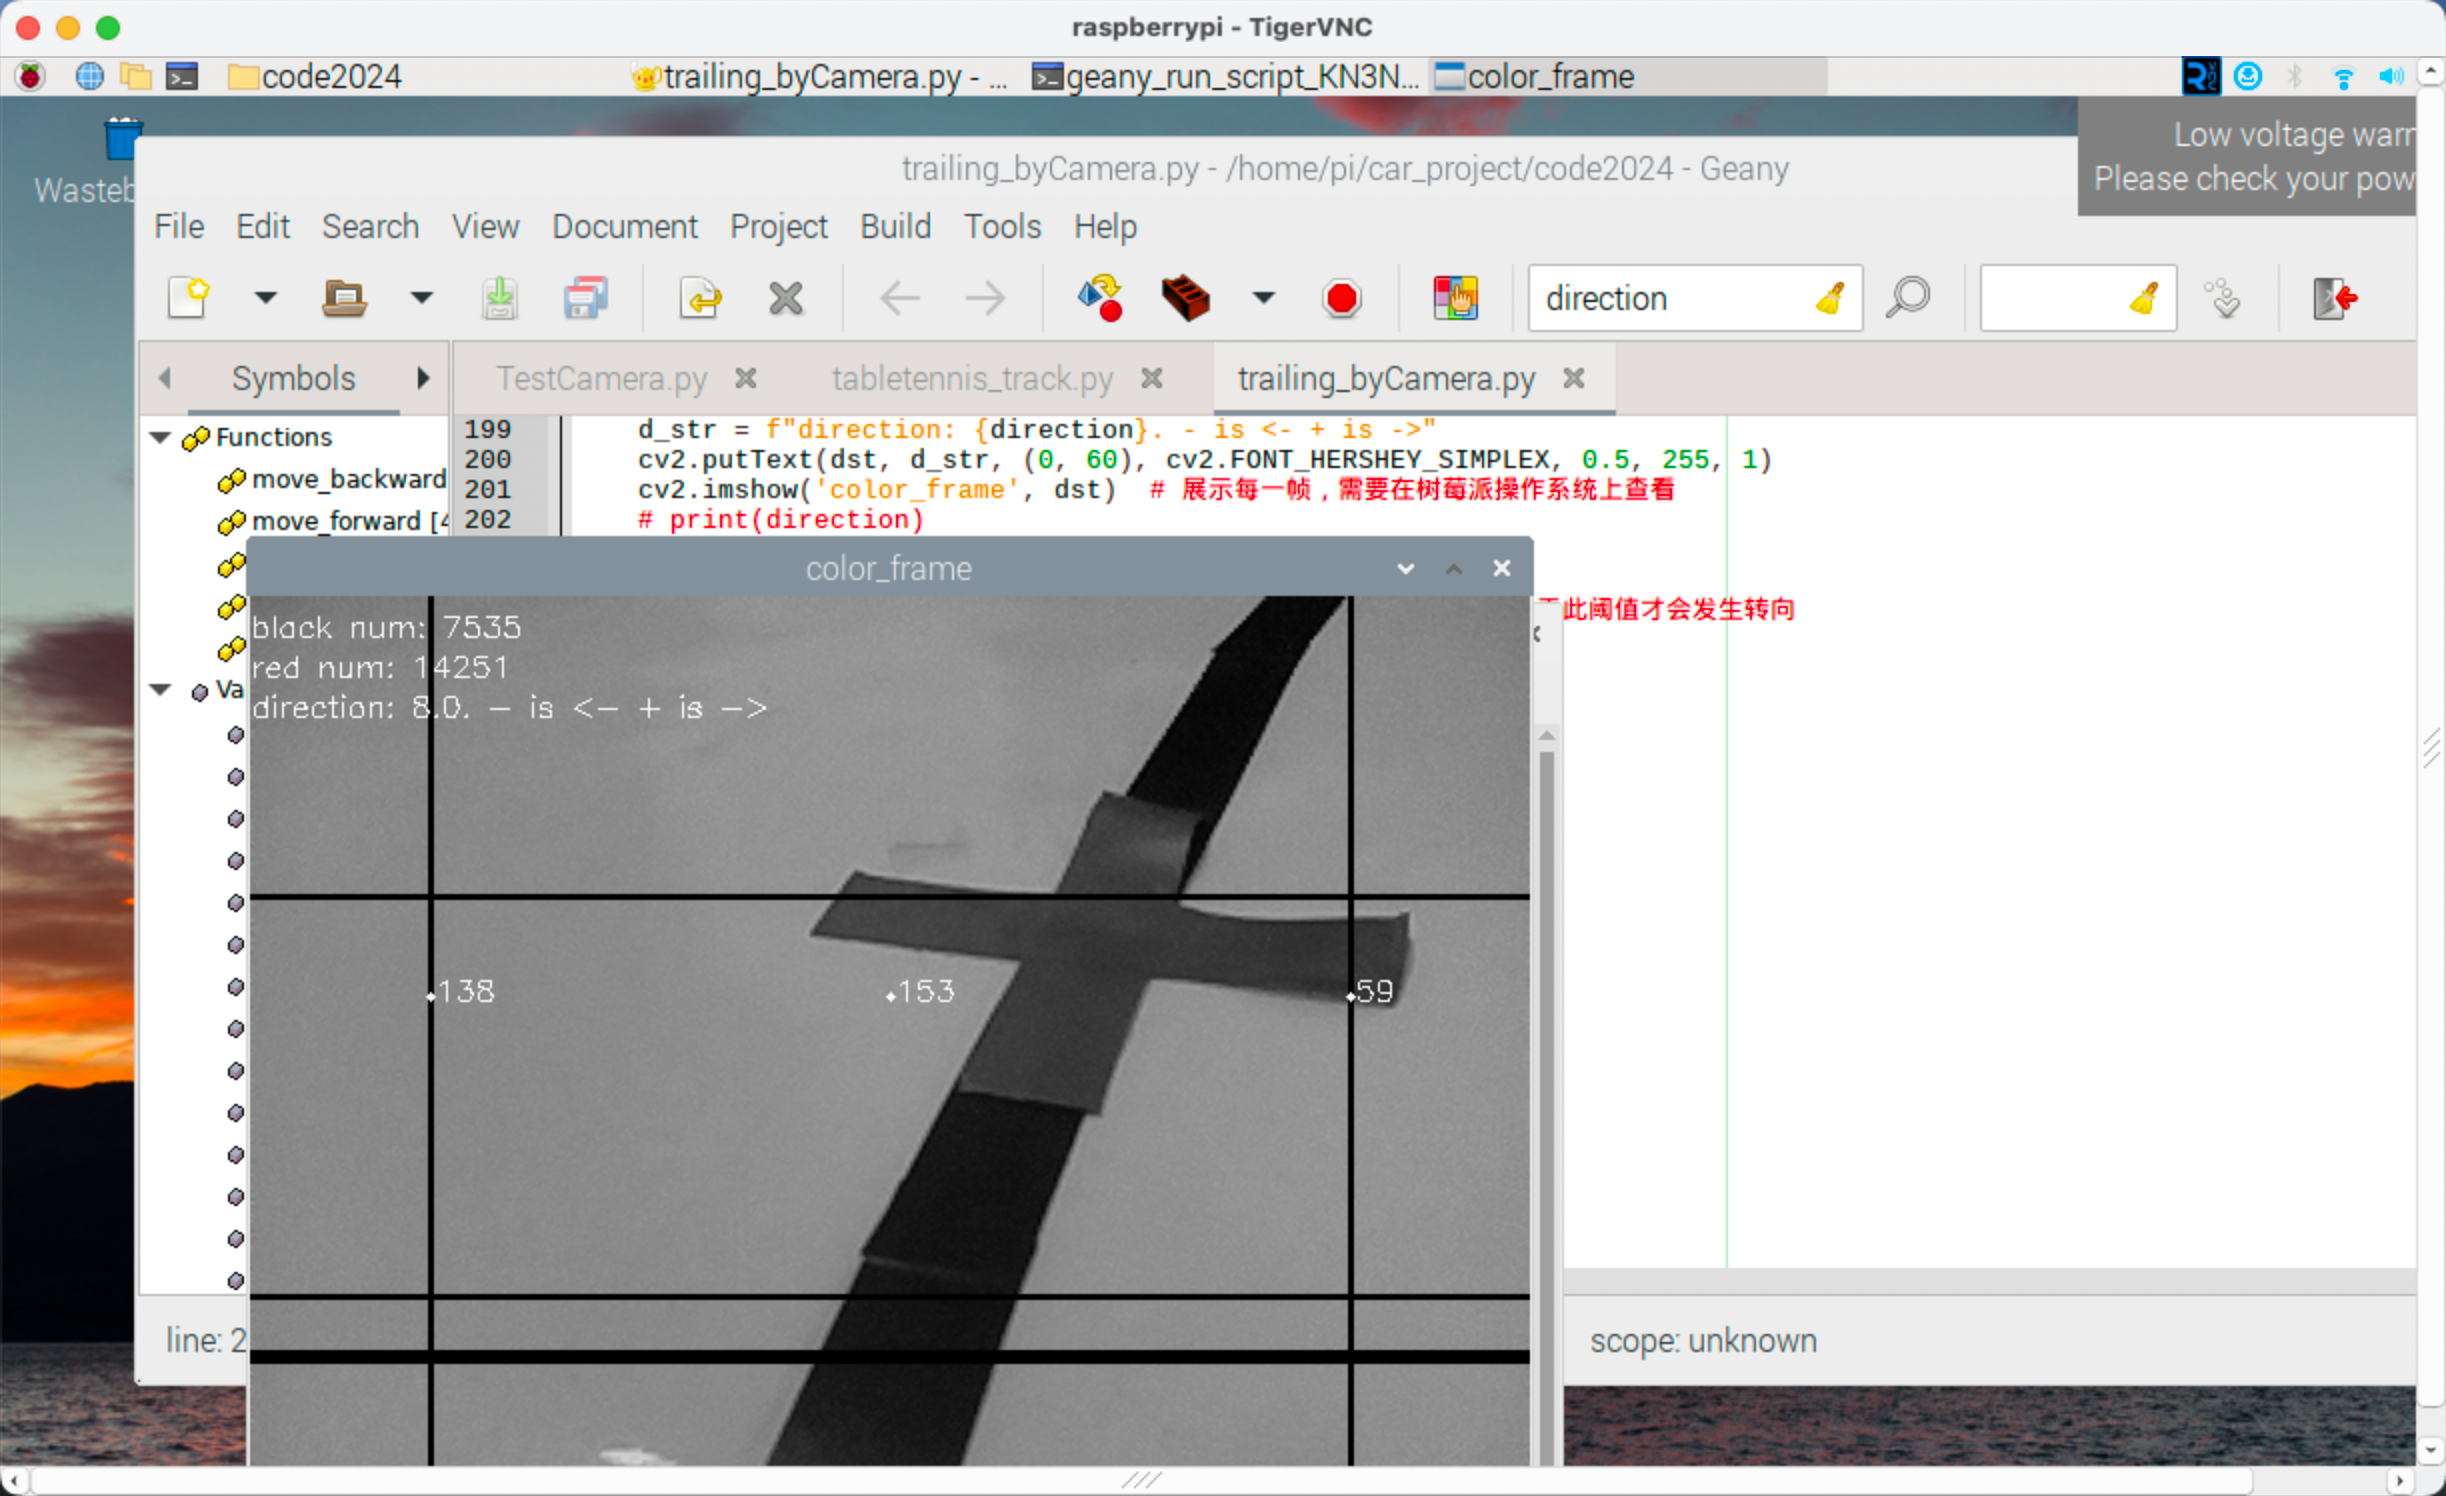 raspberrypi - TigerVNC
code2024
trailing_byCamera.py - ...
geany_run_script_KN3N...
color_frame
Low voltage warr
Please check your pow
Wasteb
trailing_byCamera.py - /home/pi/car_project/code2024 - Geany
File Edit Search View Document Project Build Tools Help
direction
Symbols
TestCamera.py
tabletennis_track.py
trailing_byCamera.py
Functions
move_backward
move_forward [4
Va
199 d_str = f"direction: {direction}. - is <- + is ->"
200 cv2.putText(dst, d_str, (0, 60), cv2.FONT_HERSHEY_SIMPLEX, 0.5, 255, 1)
201 cv2.imshow('color_frame', dst) # 展示每一帧，需要在树莓派操作系统上查看
202 # print(direction)
color_frame
此阈值才会发生转向
black num: 7535
red num: 14251
direction: 8.0. - is <- + is ->
138
153
59
line: 2
scope: unknown